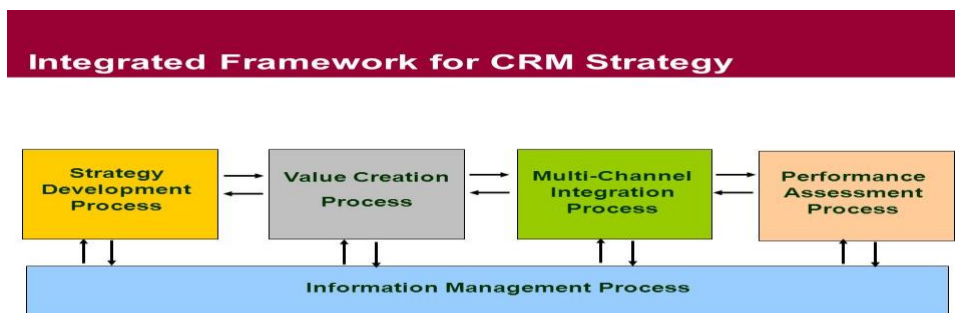 Integrated Framework for CRM Strategy
Strategy
Development
Process
Value Creation
Process
Multi-Channel
Integration
Process
Performance
Assessment
Process
Information Management Process